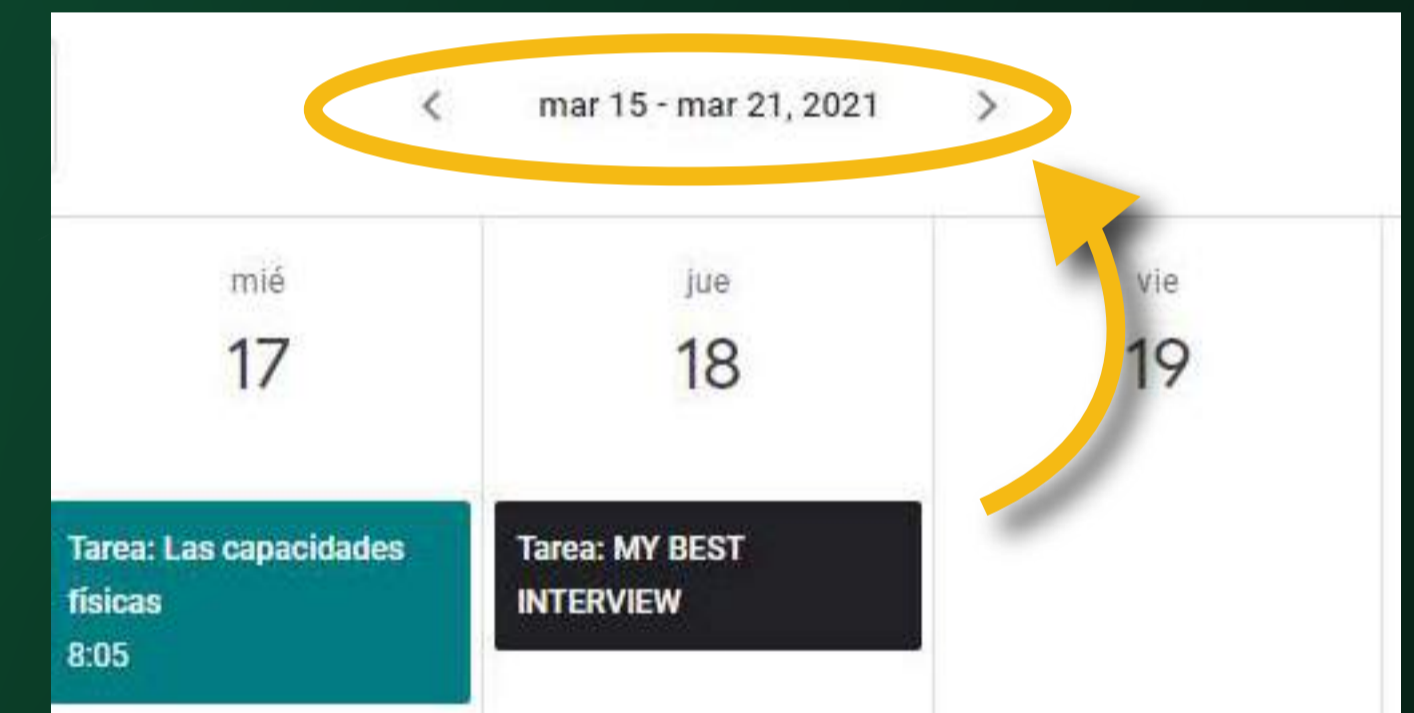 mar 15 - mar 21, 2021
mié
jue
vie
17
18
19
Tarea: Las capacidades
físicas
8:05
Tarea: MY BEST
INTERVIEW